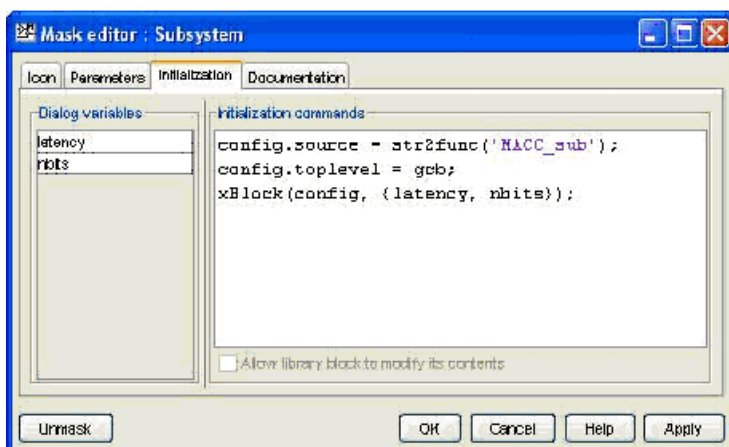 Mask editor : Subsystem
Icon Parameters Initialization Documentation
Dialog variables
latency
nbits
Initialization commands
config.source = str2func('MACC_sub');
config.toplevel = gcb;
xBlock(config, {latency, nbits});
Allow library block to modify its contents
Unmask OK Cancel Help Apply